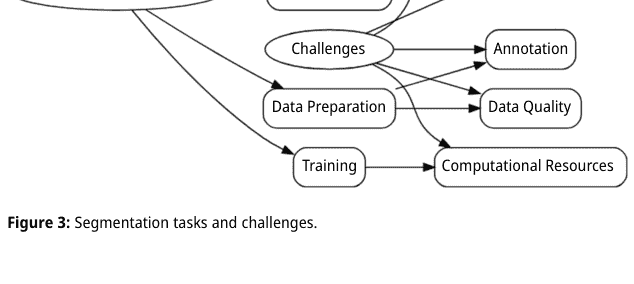 Challenges
Annotation
Data Preparation
Data Quality
Training
Computational Resources
Figure 3: Segmentation tasks and challenges.